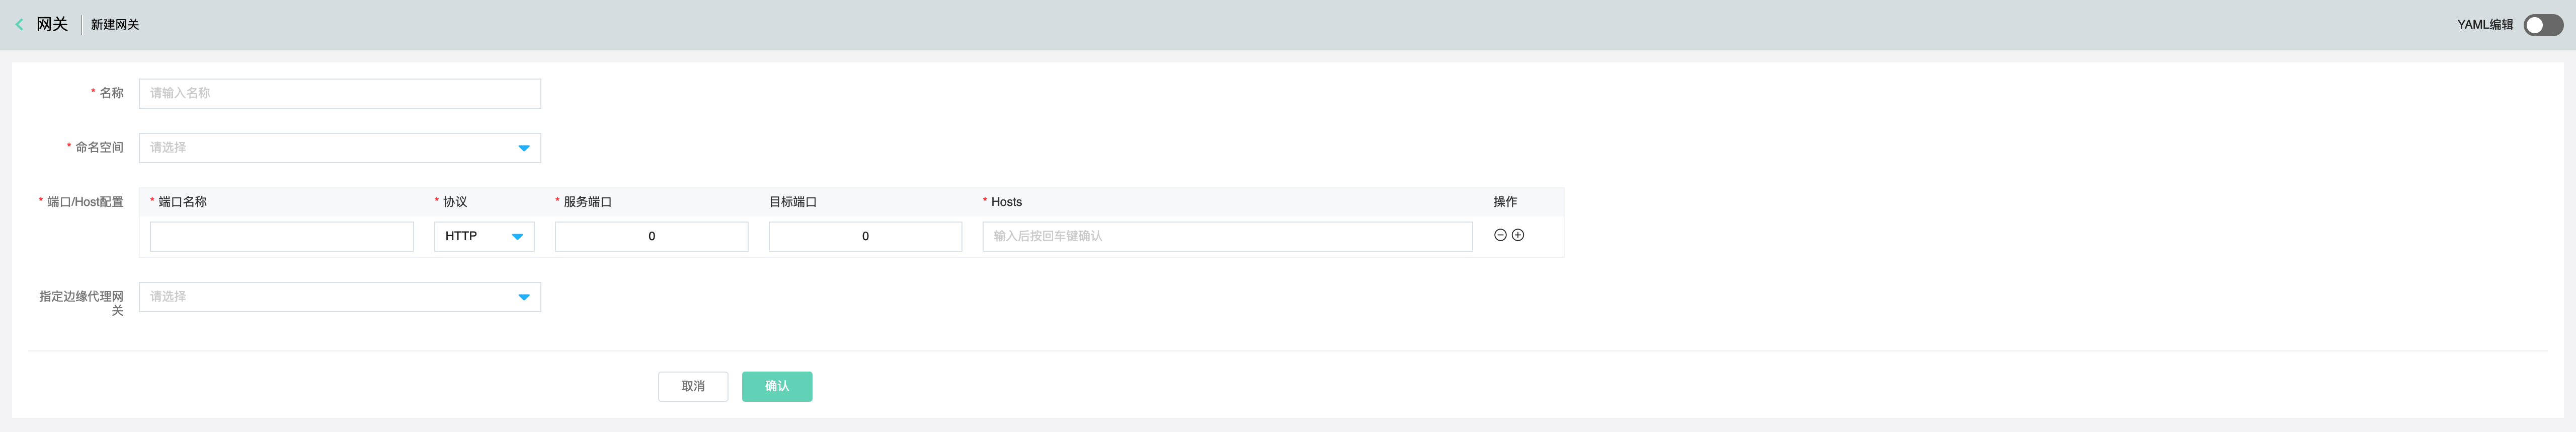 网关 新建网关 YAML编辑
* 名称 请输入名称
* 命名空间 请选择
* 端口/Host配置 * 端口名称 * 协议 * 服务端口 目标端口 * Hosts 操作
HTTP 0 0 输入后按回车键确认
指定边缘代理网 请选择
关
取消 确认